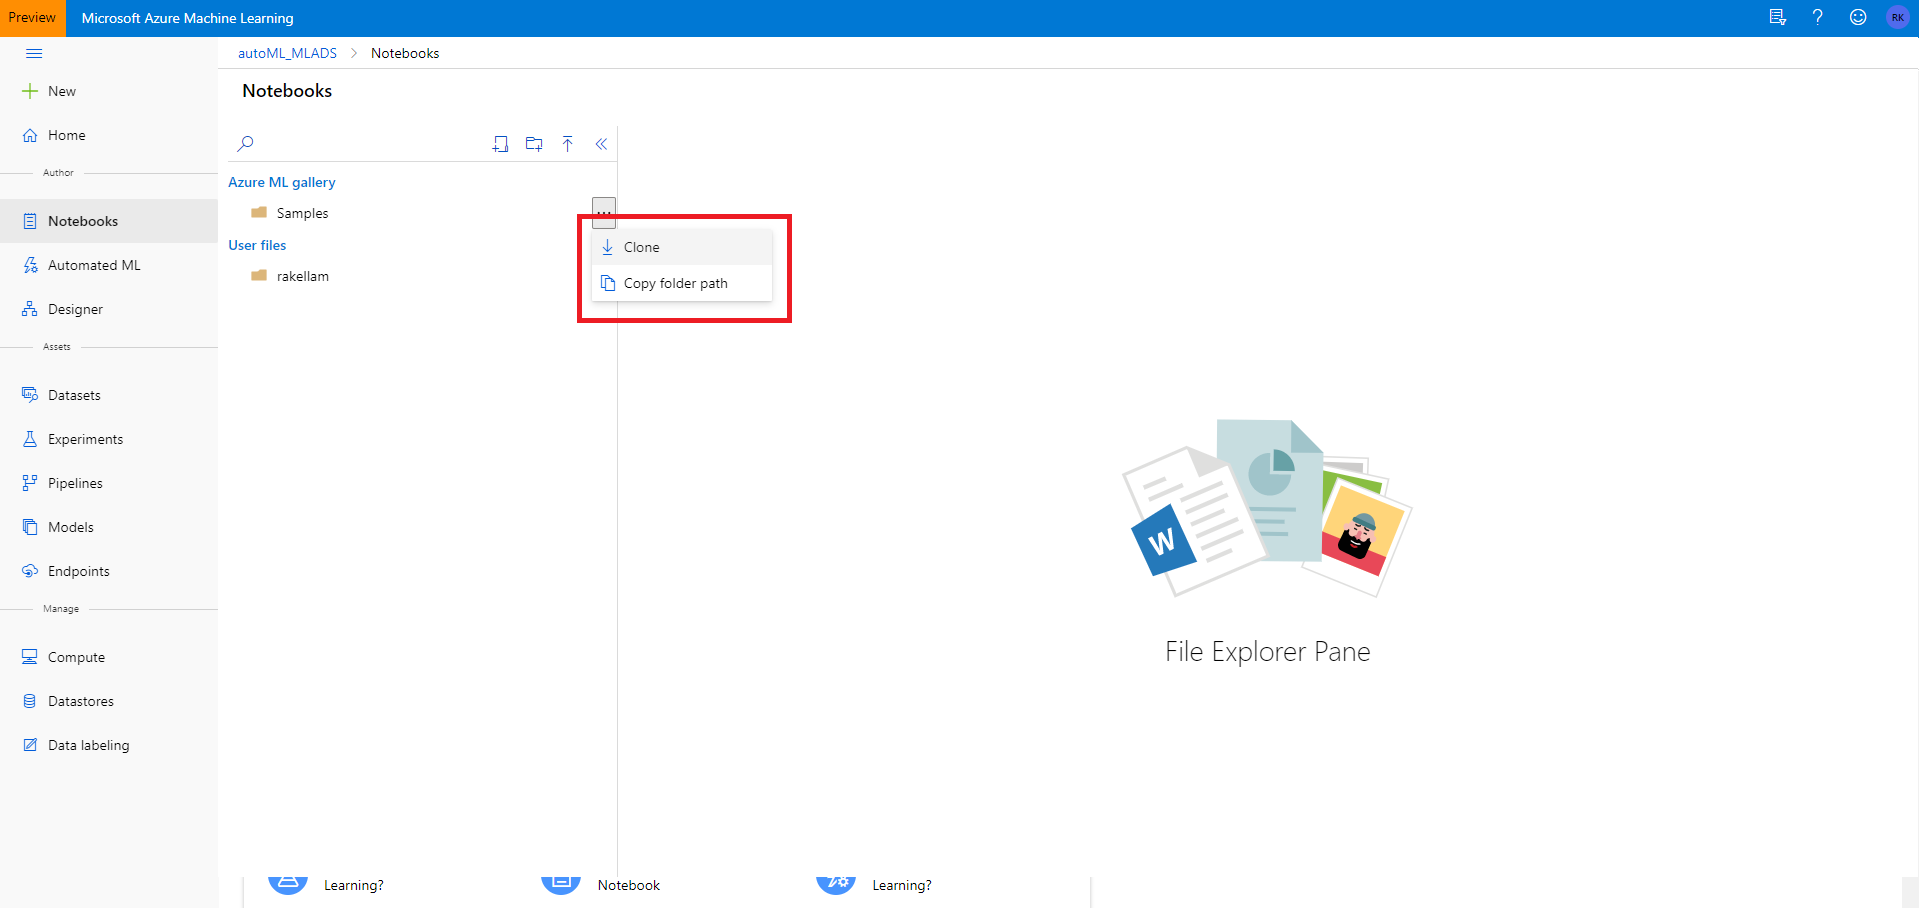 Preview
Microsoft Azure Machine Learning
?
RK
autoML_MLADS > Notebooks
New
Home
Author
Notebooks
Automated ML
Designer
Assets
Datasets
Experiments
Pipelines
Models
Endpoints
Manage
Compute
Datastores
Data labeling
Notebooks
Azure ML gallery
Samples
...
User files
rakellam
Clone
Copy folder path
W
File Explorer Pane
Learning?
Notebook
Learning?